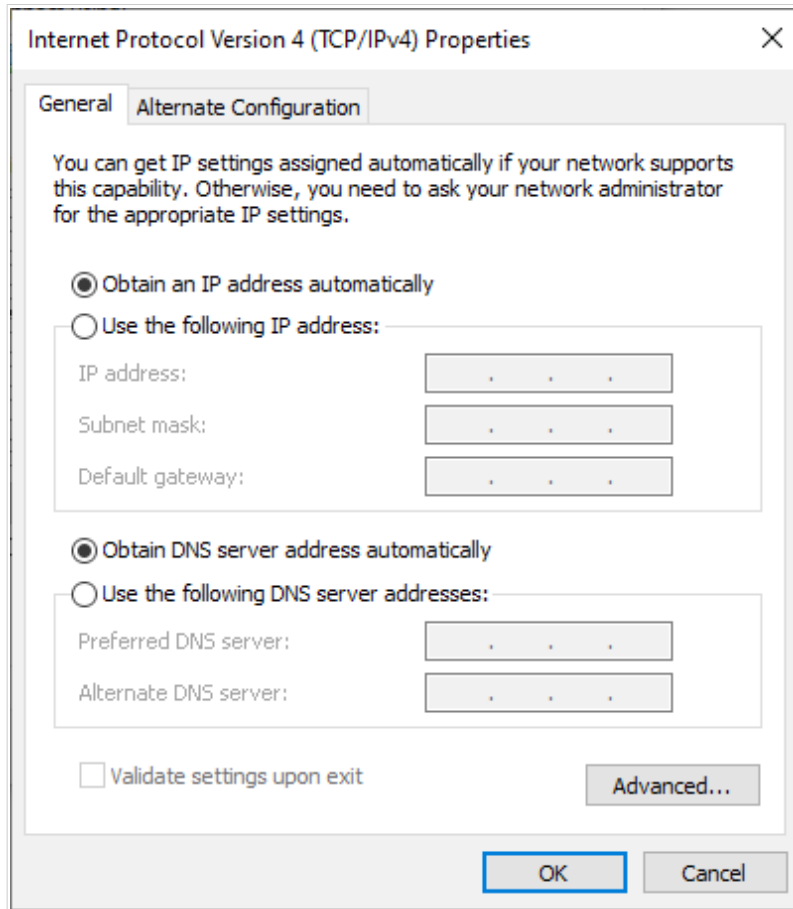 Internet Protocol Version 4 (TCP/IPv4) Properties
General
Alternate Configuration
You can get IP settings assigned automatically if your network supports
this capability. Otherwise, you need to ask your network administrator
for the appropriate IP settings.
Obtain an IP address automatically
Use the following IP address:
IP address:
. . .
Subnet mask:
. . .
Default gateway:
. . .
Obtain DNS server address automatically
Use the following DNS server addresses:
Preferred DNS server:
. . .
Alternate DNS server:
. . .
Validate settings upon exit
Advanced...
OK
Cancel